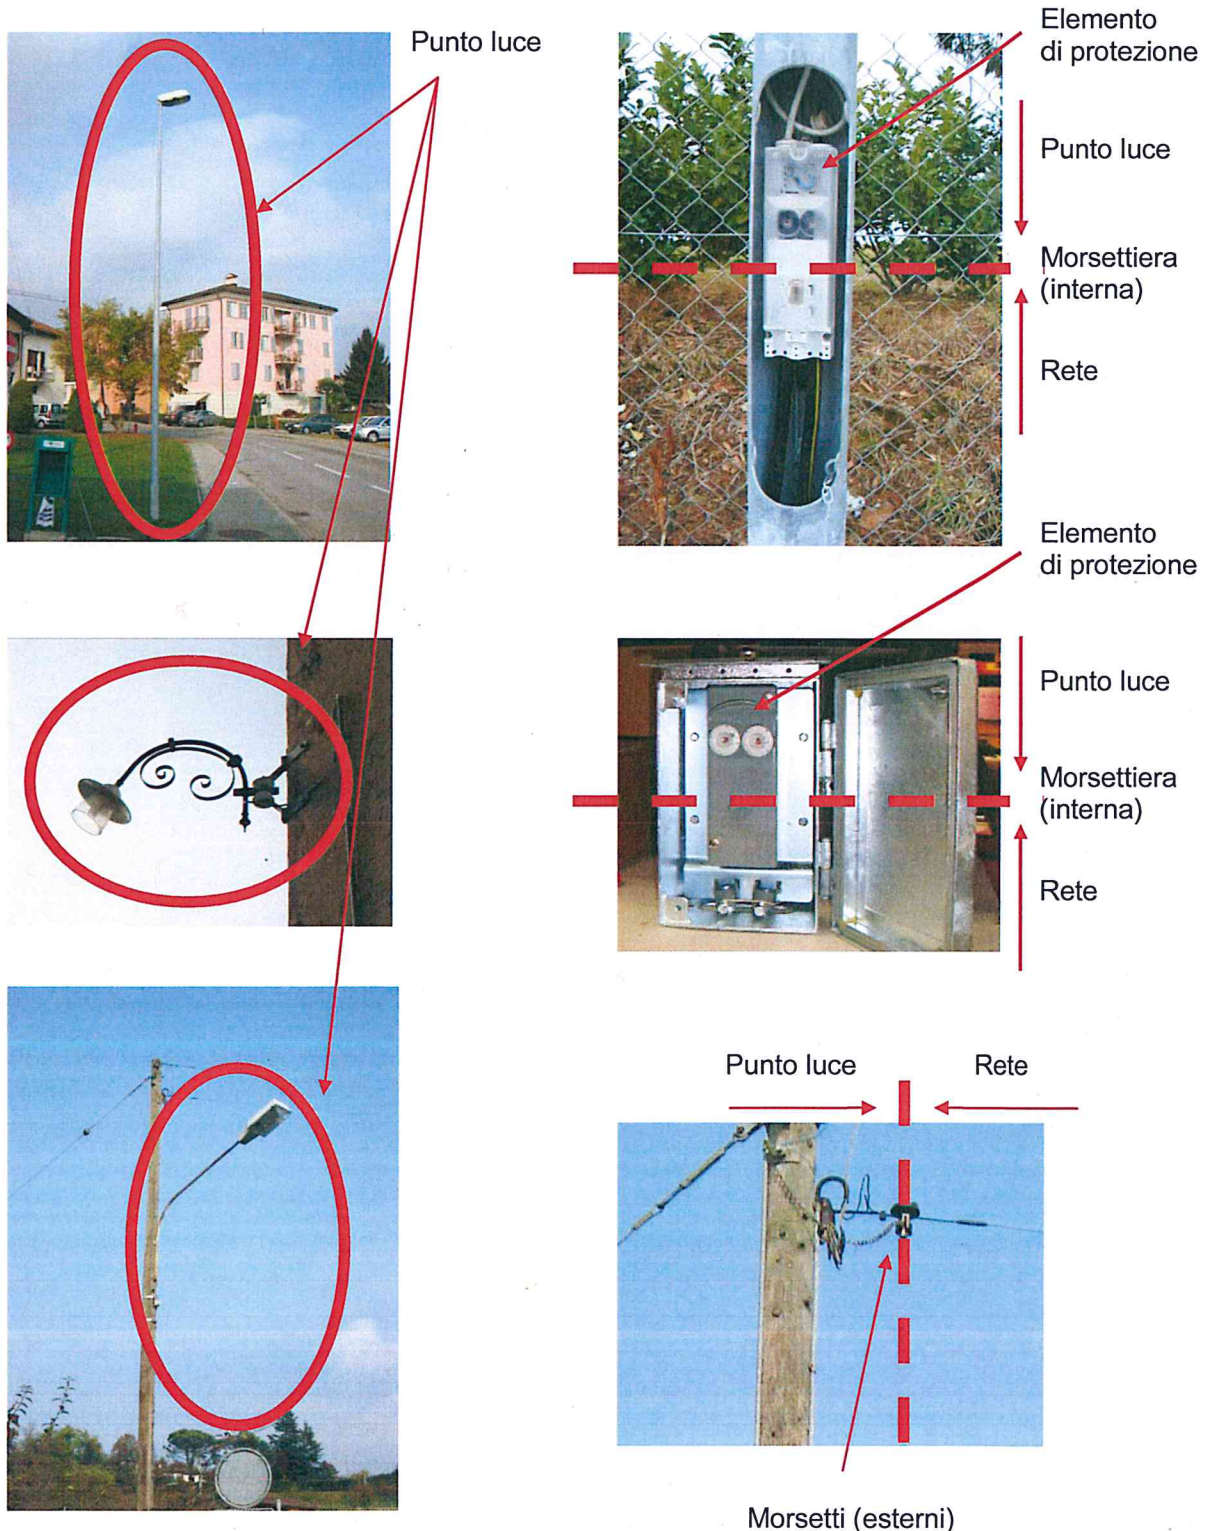 Punto luce
Elemento
di protezione
Punto luce
Morsettiera
(interna)
Rete
Elemento
di protezione
Punto luce
Morsettiera
(interna)
Rete
Punto luce
Rete
Morsetti (esterni)